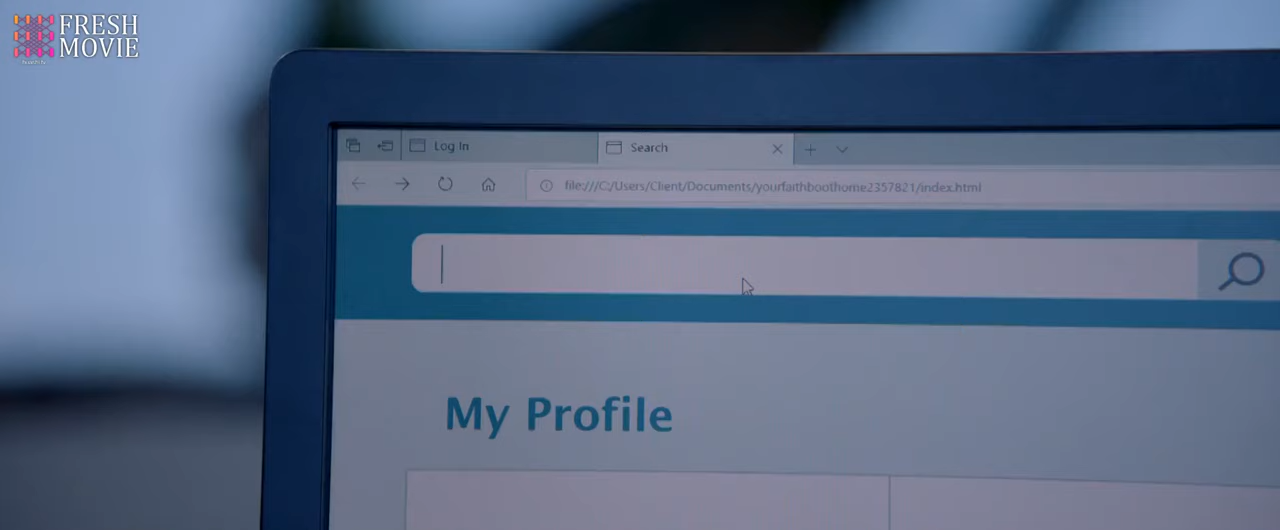 FRESH
MOVIE
Log In
Search
file:///C:/Users/Client/Documents/yourfaithboothome2357821/index.html
My Profile